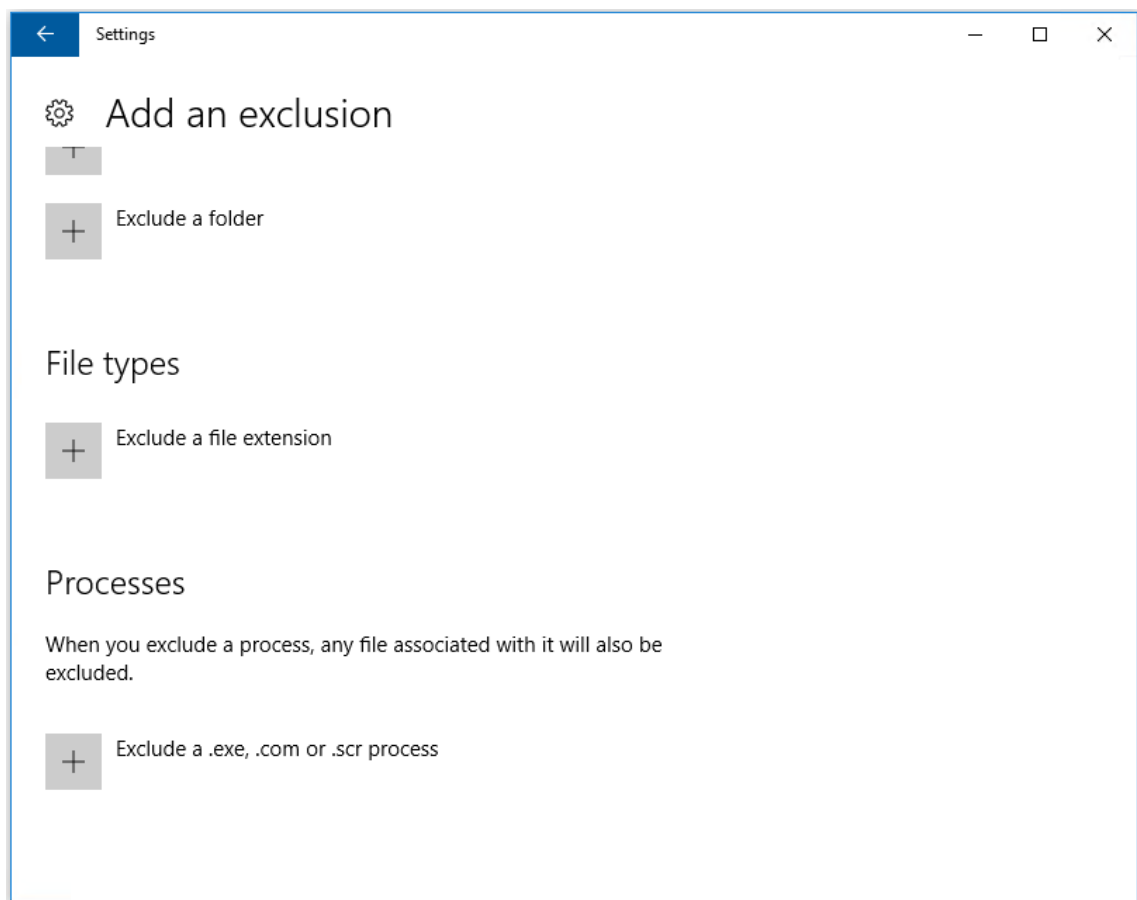 Settings
Add an exclusion
Exclude a folder
File types
Exclude a file extension
Processes
When you exclude a process, any file associated with it will also be
excluded.
Exclude a .exe, .com or .scr process